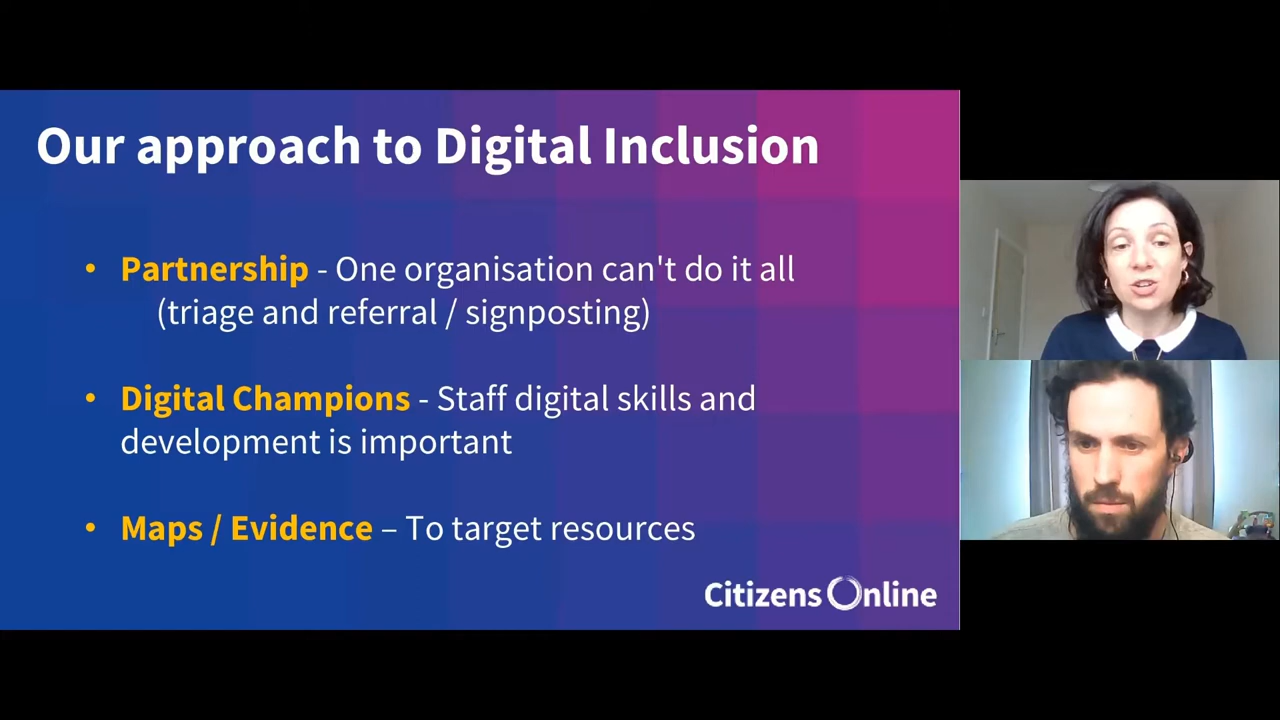 Our approach to Digital Inclusion
• Partnership - One organisation can't do it all
(triage and referral / signposting)
• Digital Champions - Staff digital skills and
development is important
• Maps / Evidence – To target resources
Citizens Online